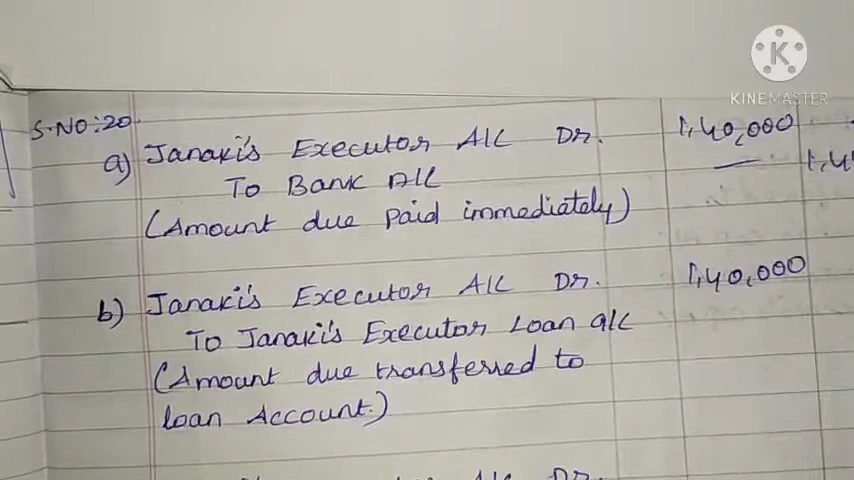 KINEMASTER
S.NO:20.
a) Janaki's Executor A/C Dr. 1,40,000
To Bank A/C
(Amount due paid immediately)
b) Janaki's Executor A/C Dr. 1,40,000
To Janaki's Executor Loan a/c
(Amount due transferred to
loan Account.)
A/C Dr.